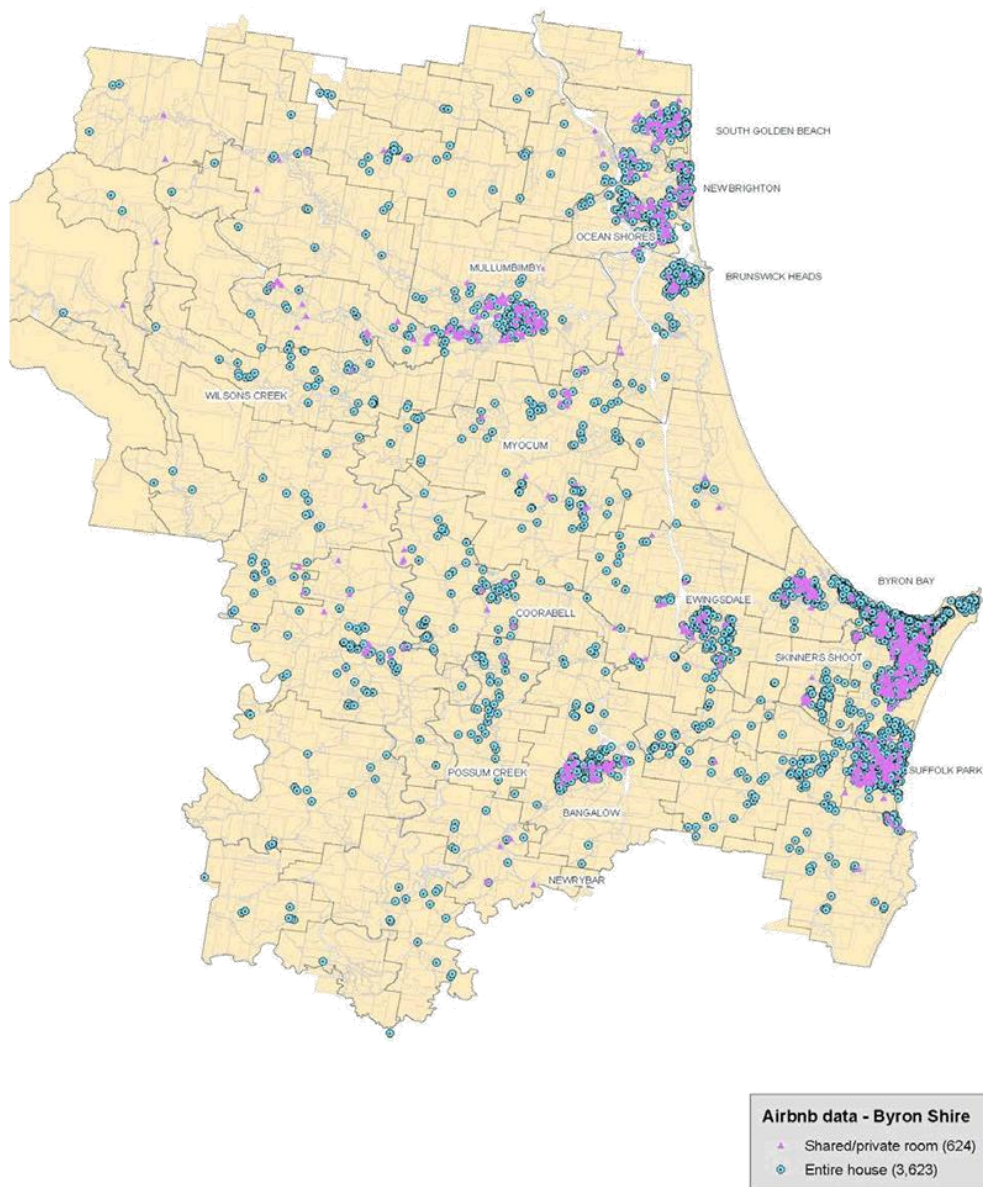 SOUTH GOLDEN BEACH
NEW BRIGHTON
OCEAN SHORES
MULLUMBIMBY
BRUNSWICK HEADS
WILSONS CREEK
MYOCUM
BYRON BAY
EWINGSDALE
COORABELL
SKINNERS SHOOT
POSSUM CREEK
SUFFOLK PARK
BANGALOW
NEWRYBAR
Airbnb data - Byron Shire
Shared/private room (624)
Entire house (3,623)